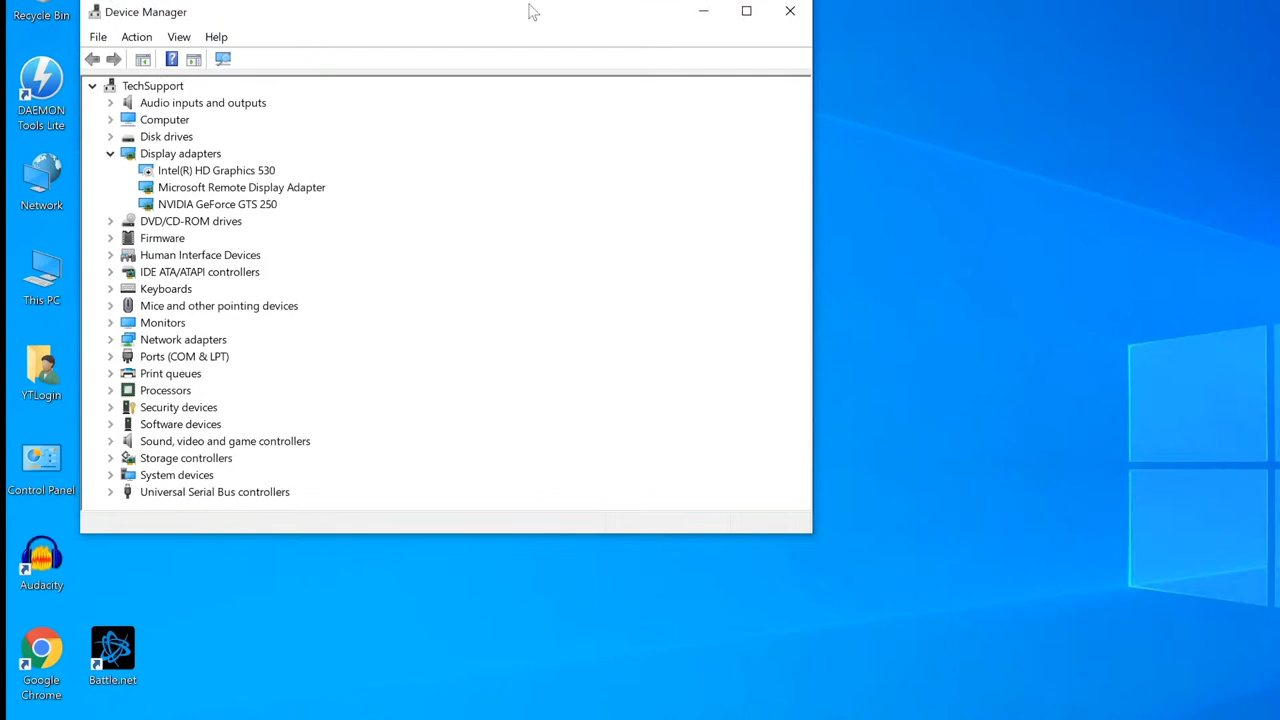 Recycle Bin
DAEMON
Tools Lite
Network
This PC
YTLogin
Control Panel
Audacity
Google
Chrome
Battle.net
Device Manager
File Action View Help
TechSupport
Audio inputs and outputs
Computer
Disk drives
Display adapters
Intel(R) HD Graphics 530
Microsoft Remote Display Adapter
NVIDIA GeForce GTS 250
DVD/CD-ROM drives
Firmware
Human Interface Devices
IDE ATA/ATAPI controllers
Keyboards
Mice and other pointing devices
Monitors
Network adapters
Ports (COM & LPT)
Print queues
Processors
Security devices
Software devices
Sound, video and game controllers
Storage controllers
System devices
Universal Serial Bus controllers